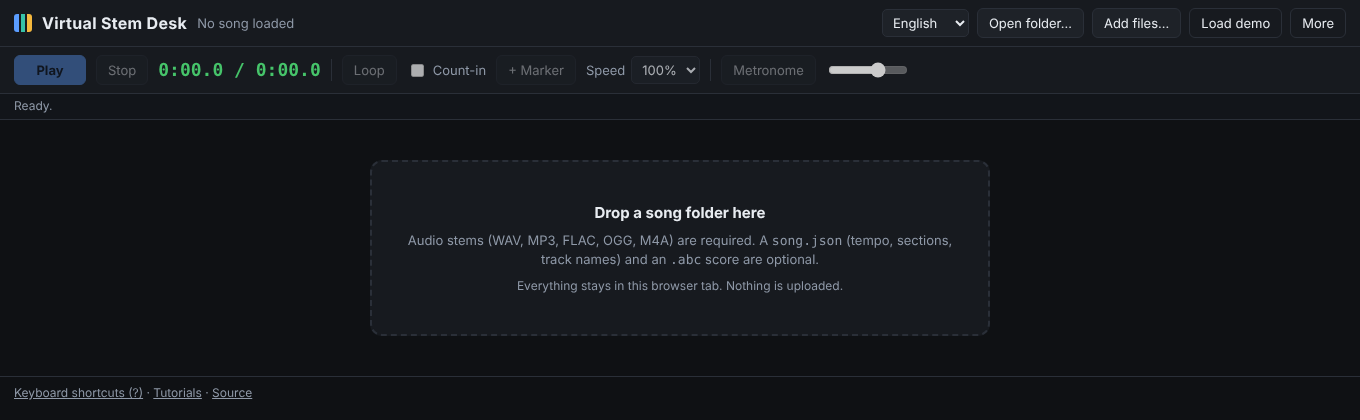 Virtual Stem Desk No song loaded English Open folder... Add files... Load demo More
Play Stop 0:00.0 / 0:00.0 Loop Count-in + Marker Speed 100% Metronome
Ready.
Drop a song folder here
Audio stems (WAV, MP3, FLAC, OGG, M4A) are required. A song.json (tempo, sections,
track names) and an .abc score are optional.
Everything stays in this browser tab. Nothing is uploaded.
Keyboard shortcuts (?) · Tutorials · Source